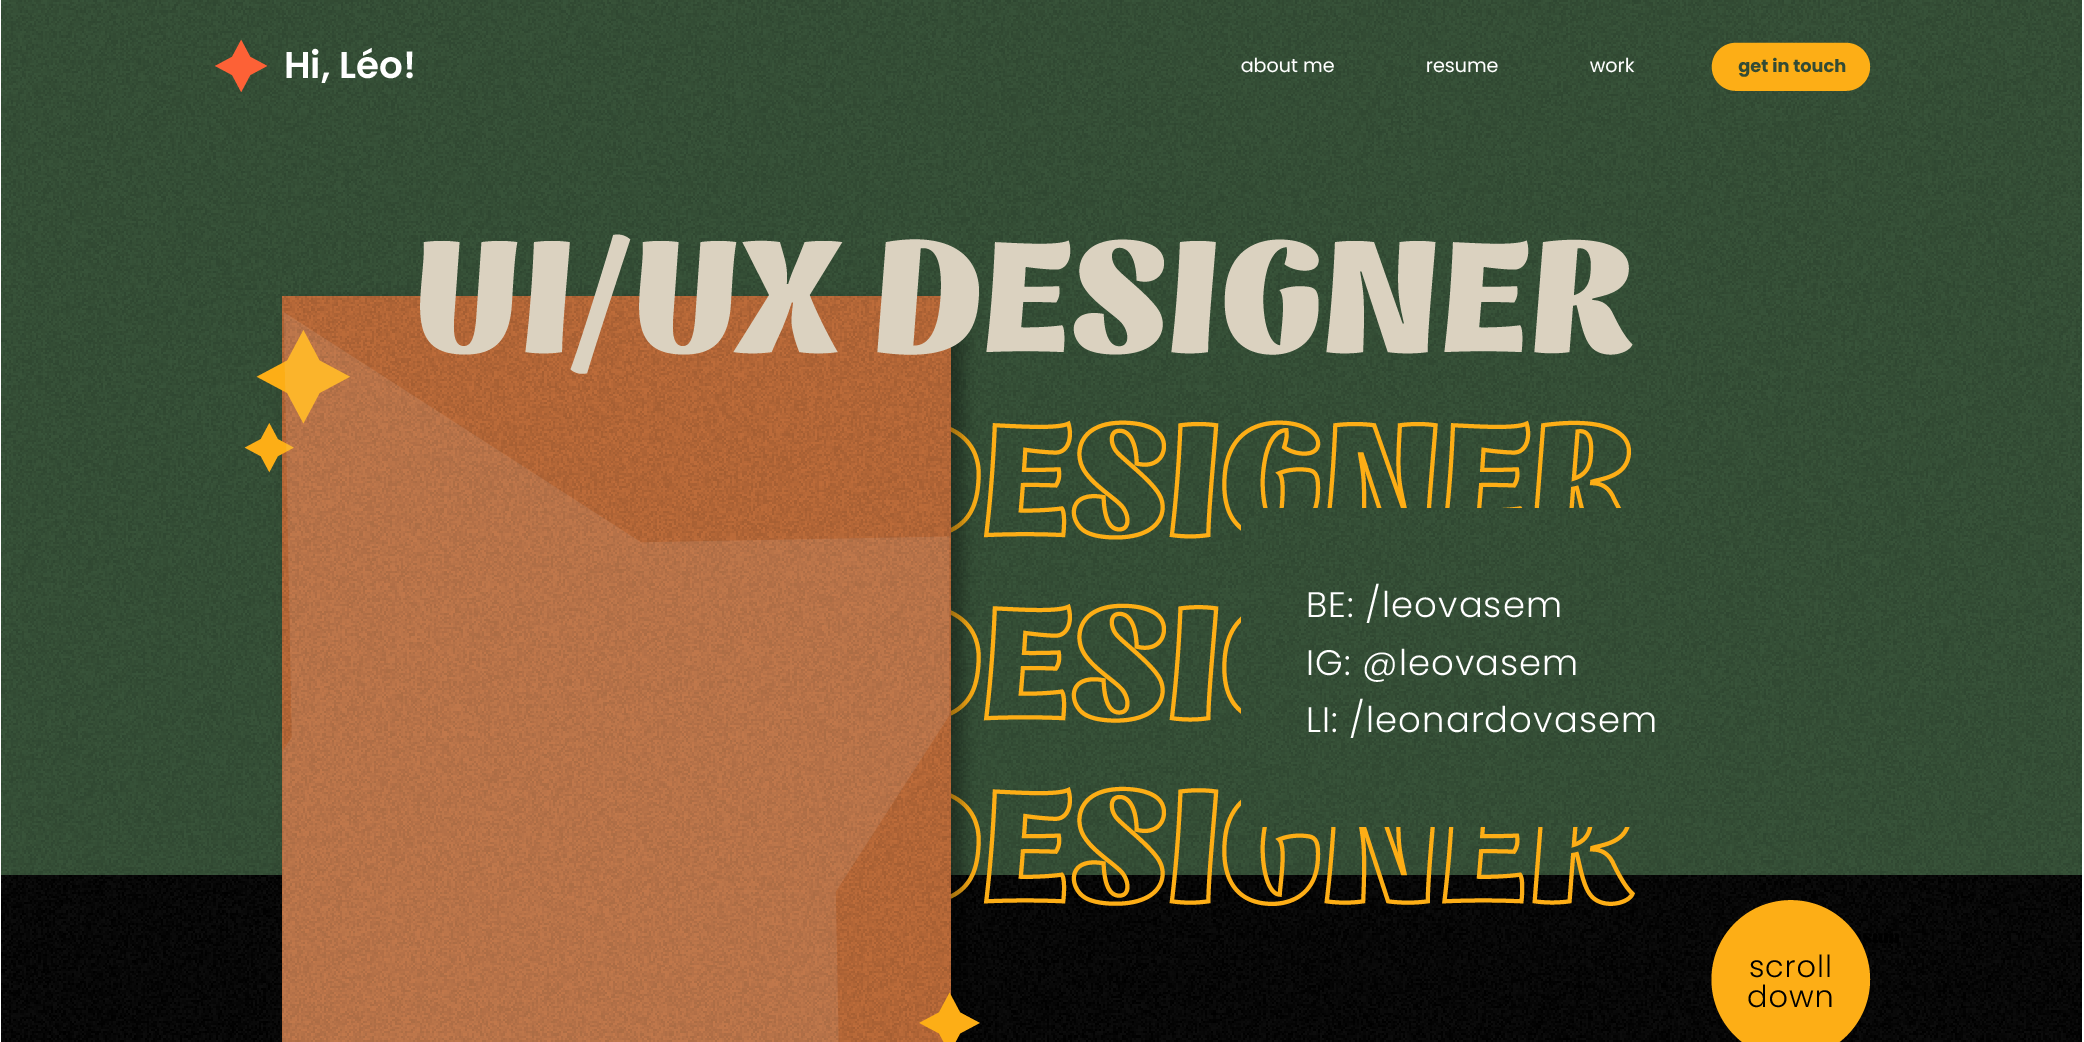 Hi, Léo!
about me
resume
work
get in touch
UI/UX DESIGNER
DESIGNER
BE: /leovasem
IG: @leovasem
DESI
LI: /leonardovasem
DESIGNER
scroll
down